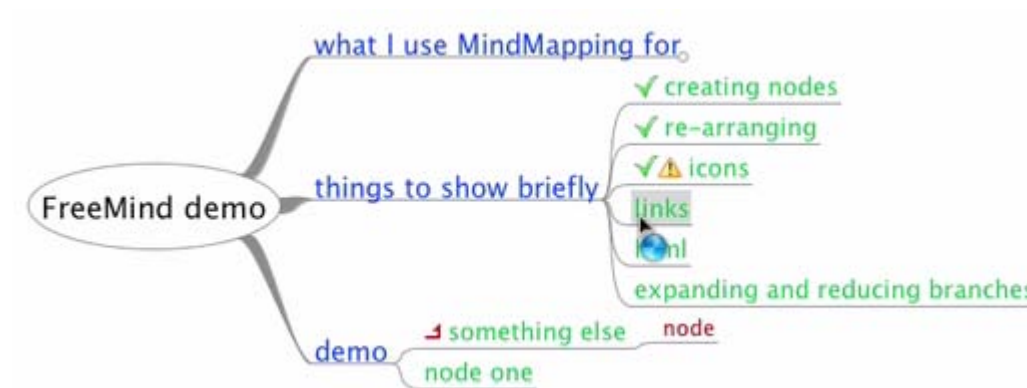 what I use MindMapping for
creating nodes
re-arranging
icons
things to show briefly
FreeMind demo
links
expanding and reducing branches
something else
node
demo
node one